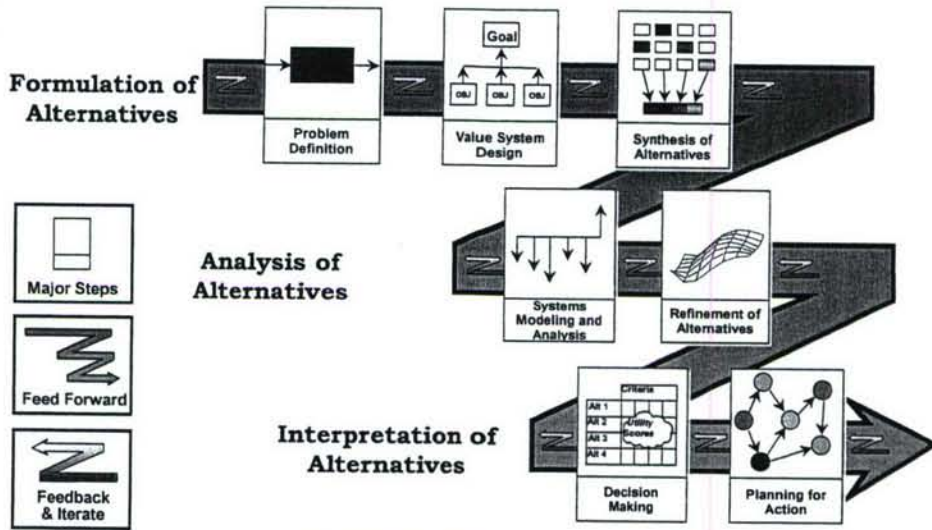 Formulation of
Alternatives
Problem
Definition
Goal
OBJ OBJ OBJ
Value System
Design
Synthesis of
Alternatives
Major Steps
Feed Forward
Feedback
& Iterate
Analysis of
Alternatives
Systems
Modeling and
Analysis
Refinement of
Alternatives
Interpretation of
Alternatives
Criteria
Alt 1
Alt 2
Alt 3
Alt 4
Utility
Scores
Decision
Making
Planning for
Action